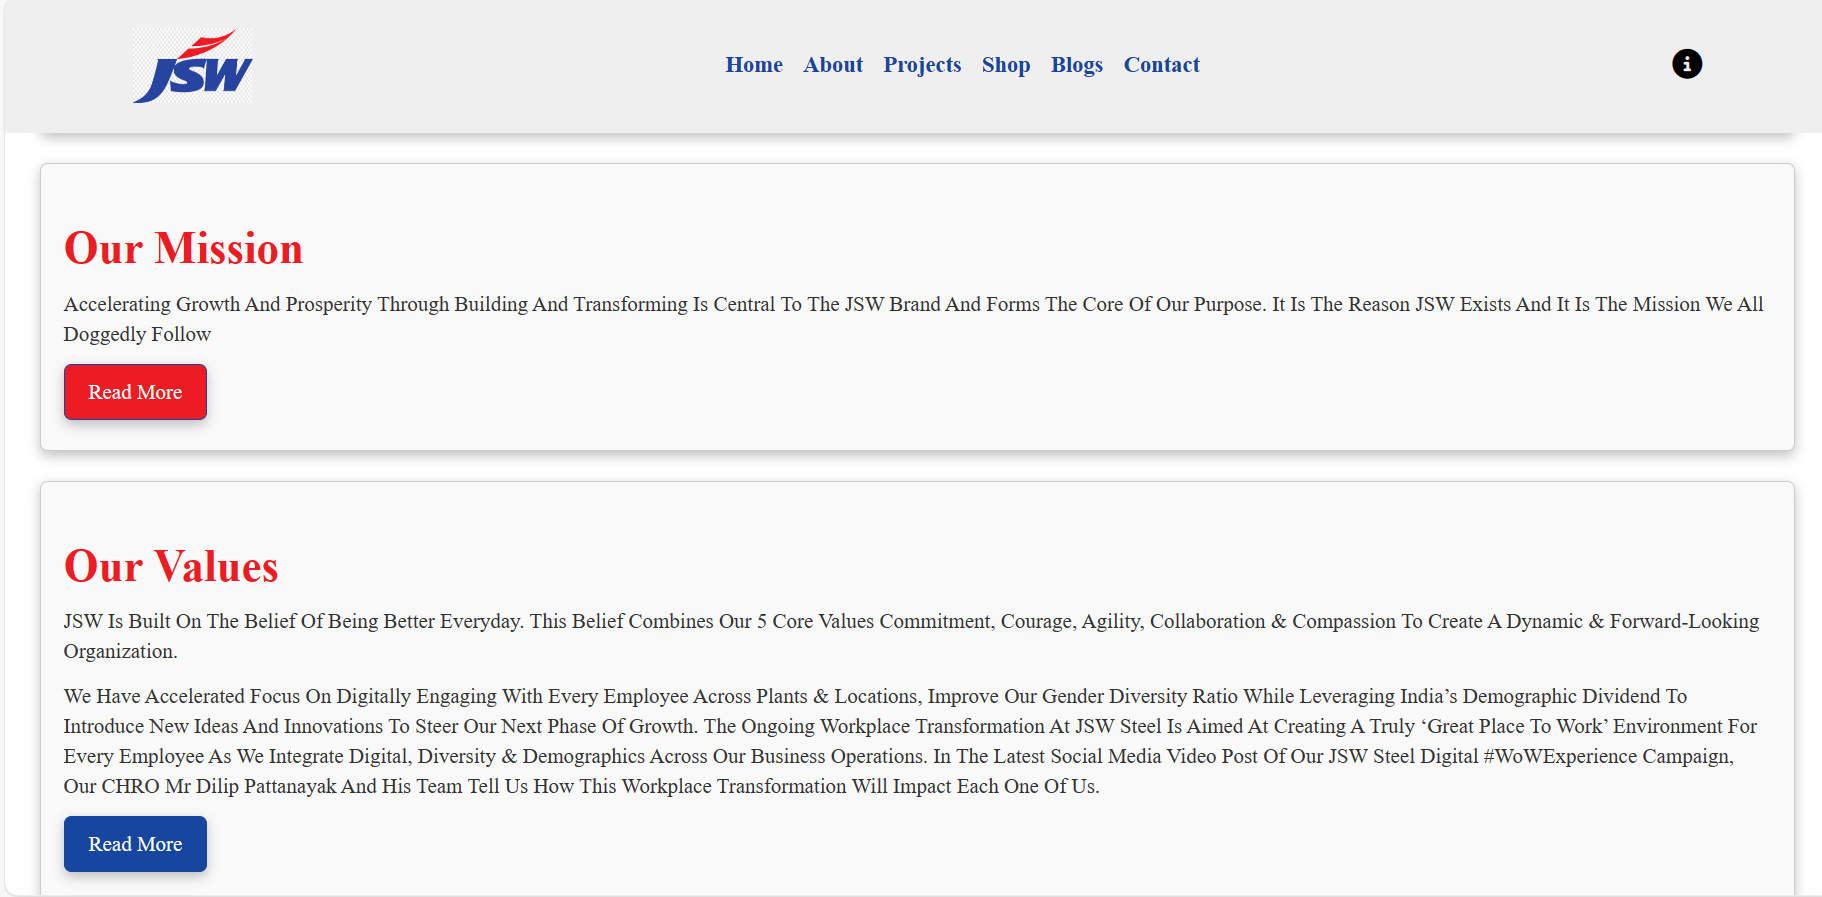 JSW
Home About Projects Shop Blogs Contact
Our Mission
Accelerating Growth And Prosperity Through Building And Transforming Is Central To The JSW Brand And Forms The Core Of Our Purpose. It Is The Reason JSW Exists And It Is The Mission We All
Doggedly Follow
Read More
Our Values
JSW Is Built On The Belief Of Being Better Everyday. This Belief Combines Our 5 Core Values Commitment, Courage, Agility, Collaboration & Compassion To Create A Dynamic & Forward-Looking
Organization.
We Have Accelerated Focus On Digitally Engaging With Every Employee Across Plants & Locations, Improve Our Gender Diversity Ratio While Leveraging India’s Demographic Dividend To
Introduce New Ideas And Innovations To Steer Our Next Phase Of Growth. The Ongoing Workplace Transformation At JSW Steel Is Aimed At Creating A Truly ‘Great Place To Work’ Environment For
Every Employee As We Integrate Digital, Diversity & Demographics Across Our Business Operations. In The Latest Social Media Video Post Of Our JSW Steel Digital #WoWExperience Campaign,
Our CHRO Mr Dilip Pattanayak And His Team Tell Us How This Workplace Transformation Will Impact Each One Of Us.
Read More